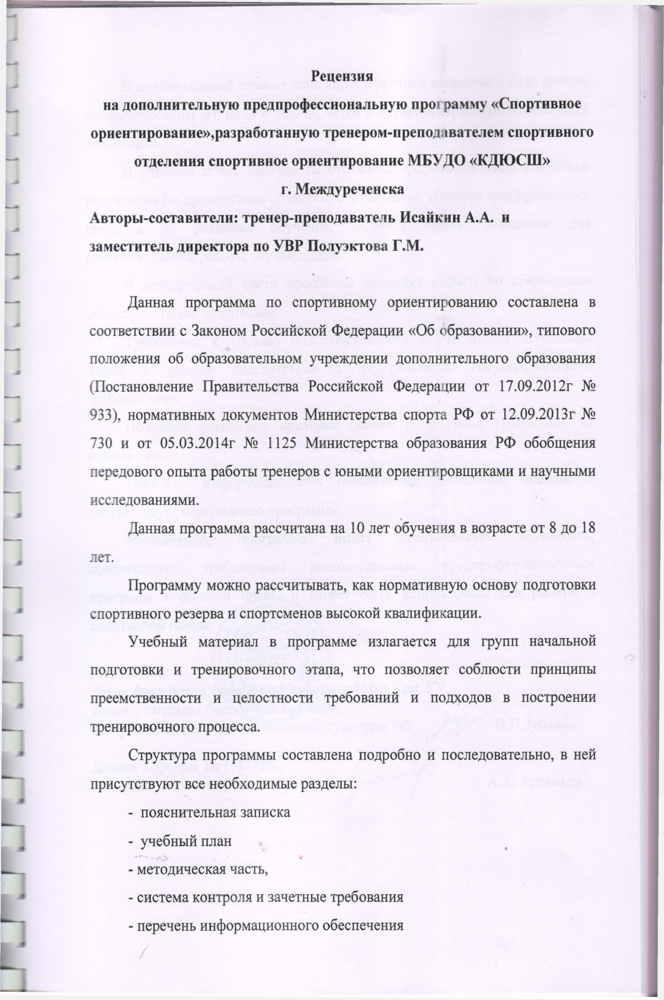 Рецензия
на дополнительную предпрофессиональную программу «Спортивное
ориентирование»,разработанную тренером-преподавателем спортивного
отделения спортивное ориентирование МБУДО «КДЮСШ»
г. Междуреченска
Авторы-составители: тренер-преподаватель Исайкин А.А. и
заместитель директора по УВР Полуэктова Г.М.
Данная программа по спортивному ориентированию составлена в
соответствии с Законом Российской Федерации «Об образовании», типового
положения об образовательном учреждении дополнительного образования
(Постановление Правительства Российской Федерации от 17.09.2012г №
933), нормативных документов Министерства спорта РФ от 12.09.2013г №
730 и от 05.03.2014г № 1125 Министерства образования РФ обобщения
передового опыта работы тренеров с юными ориентировщиками и научными
исследованиями.
Данная программа рассчитана на 10 лет обучения в возрасте от 8 до 18
лет.
Программу можно рассчитывать, как нормативную основу подготовки
спортивного резерва и спортсменов высокой квалификации.
Учебный материал в программе излагается для групп начальной
подготовки и тренировочного этапа, что позволяет соблюсти принципы
преемственности и целостности требований и подходов в построении
тренировочного процесса.
Структура программы составлена подробно и последовательно, в ней
присутствуют все необходимые разделы:
- пояснительная записка
- учебный план
- методическая часть,
- система контроля и зачетные требования
- перечень информационного обеспечения